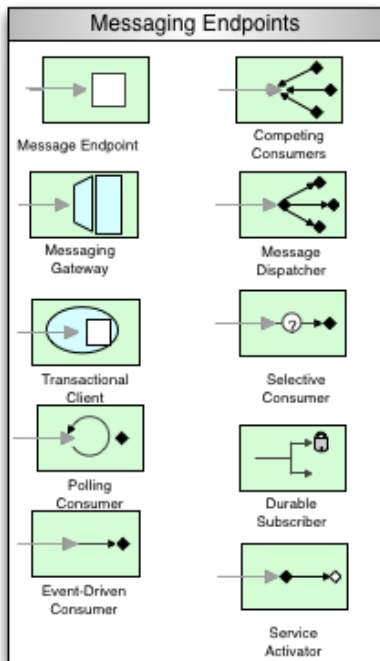 Messaging Endpoints
Message Endpoint
Competing
Consumers
Messaging
Gateway
Message
Dispatcher
Transactional
Client
?
Selective
Consumer
Polling
Consumer
Durable
Subscriber
Event-Driven
Consumer
Service
Activator